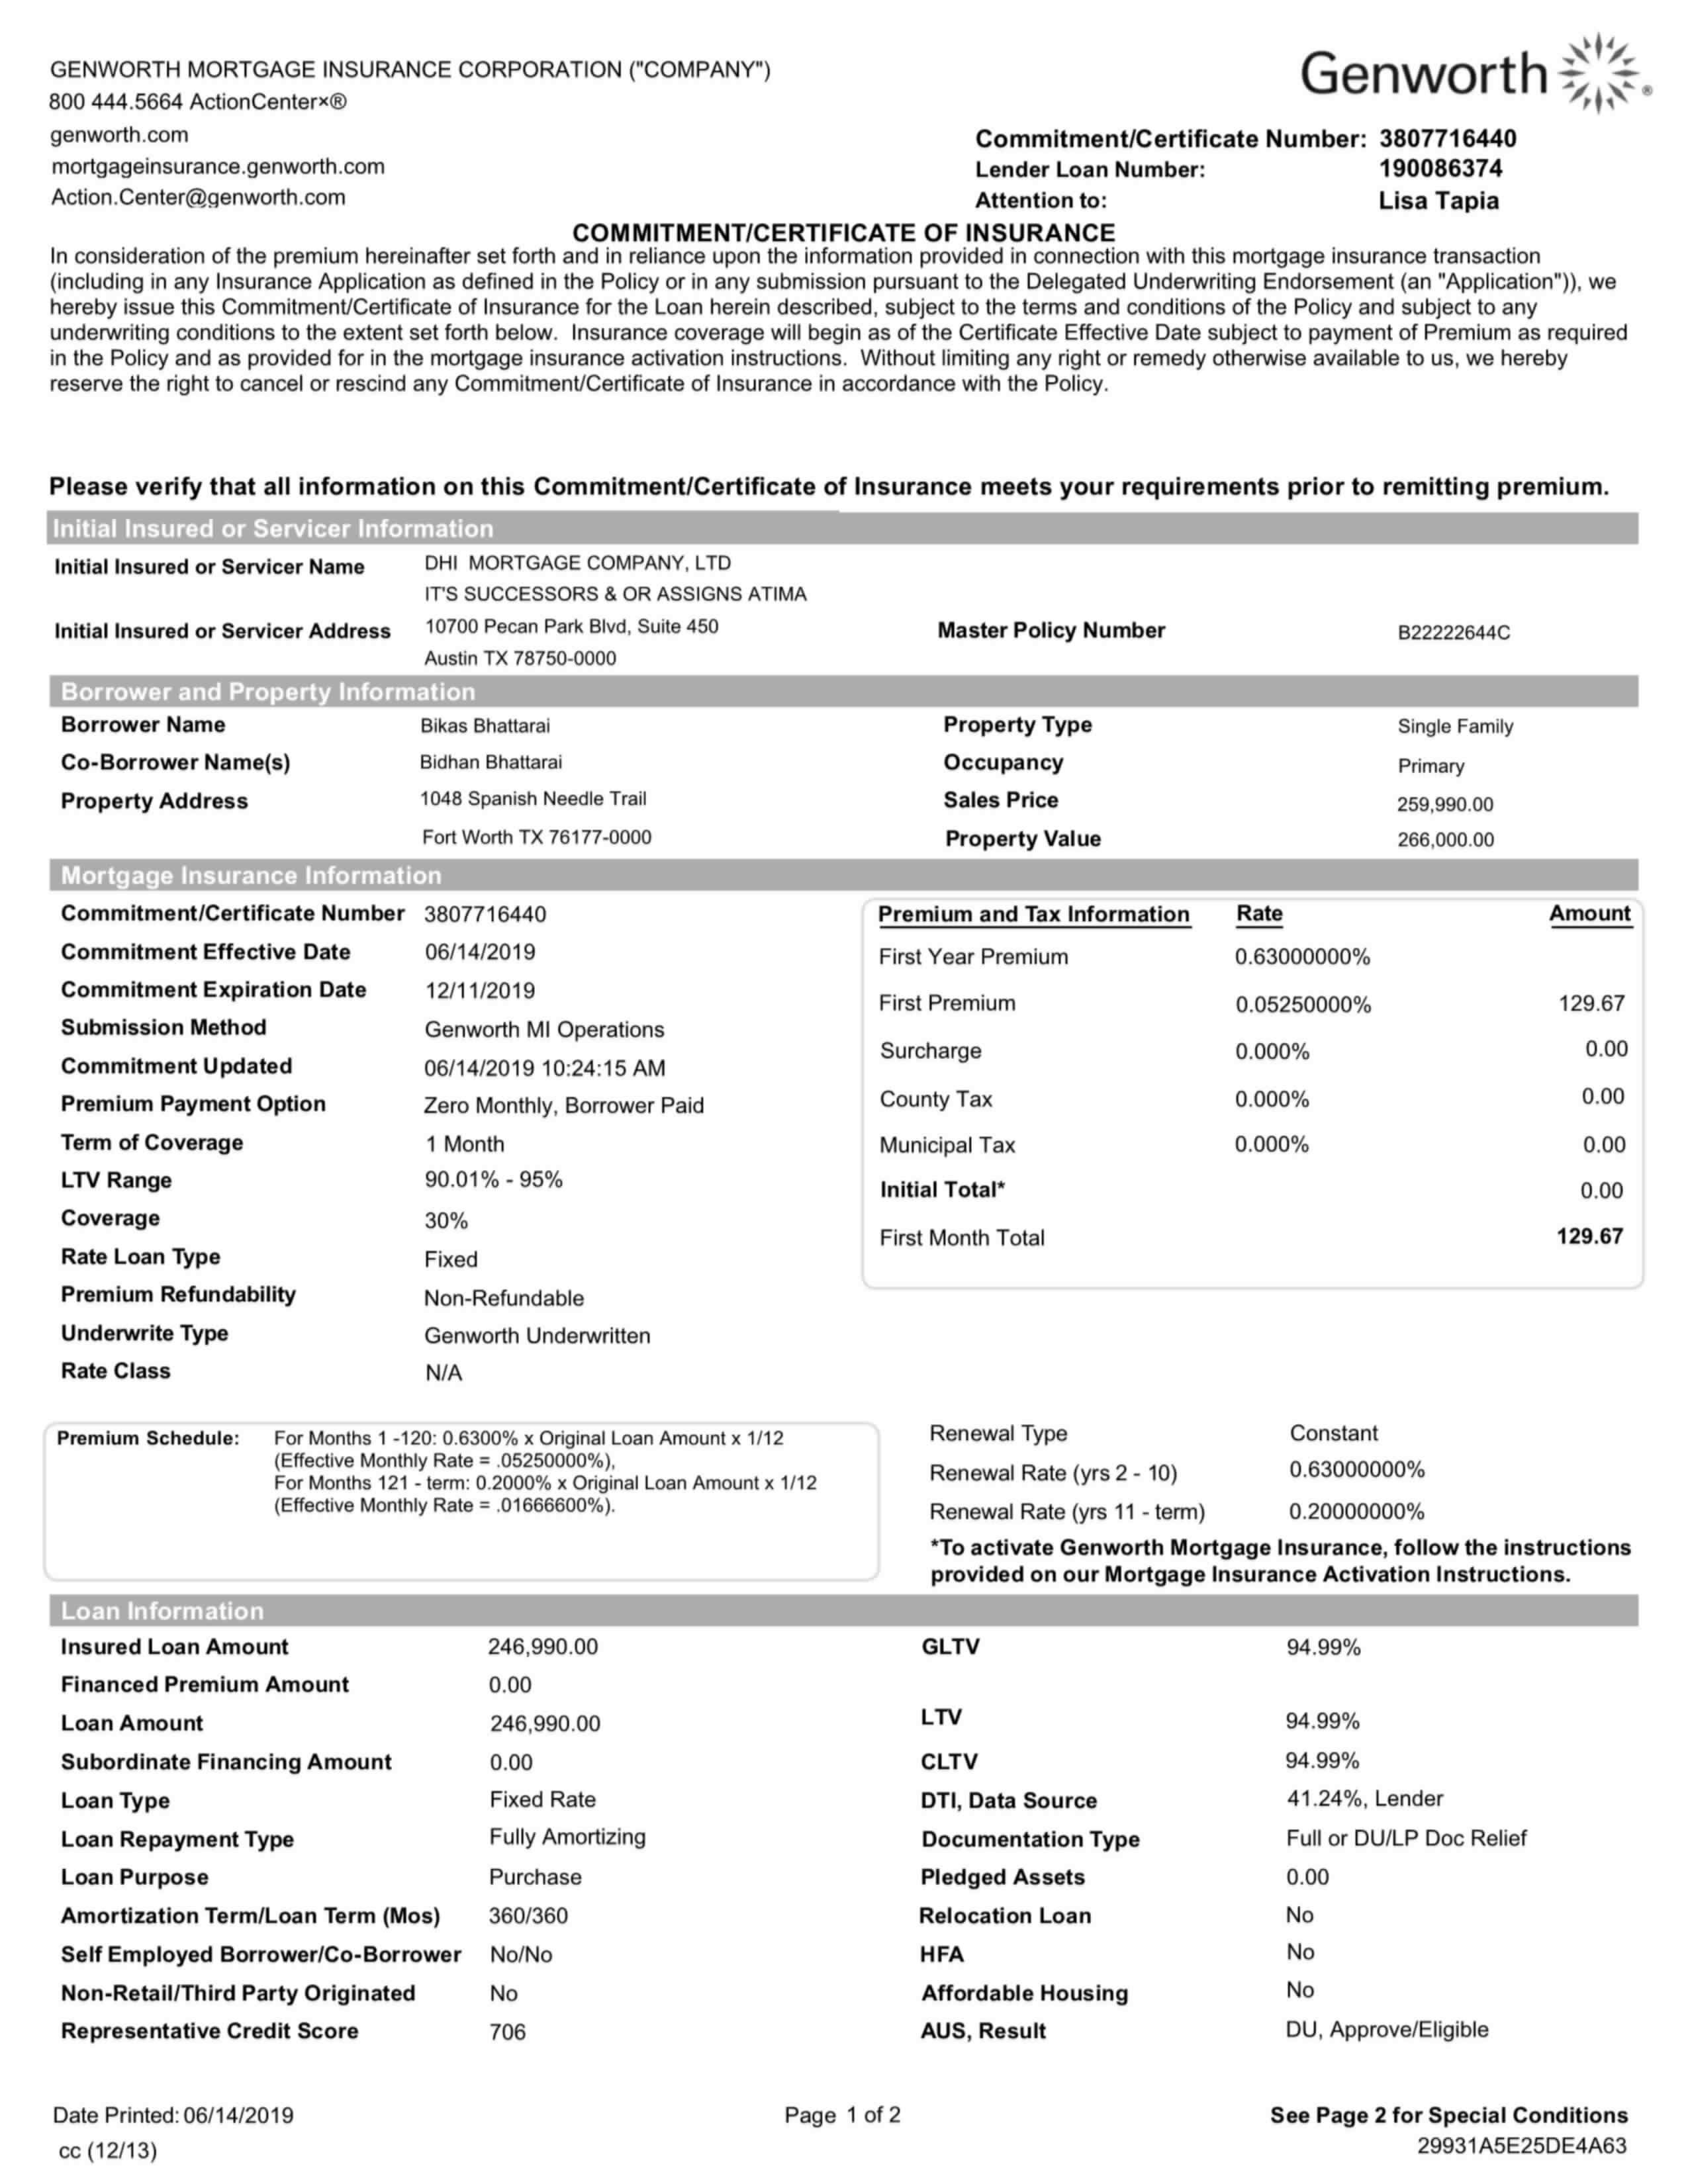 GENWORTH MORTGAGE INSURANCE CORPORATION ("COMPANY")
800 444.5664 ActionCenter×®
genworth.com
mortgageinsurance.genworth.com
Action.Center@genworth.com
Genworth ®
Commitment/Certificate Number: 3807716440
Lender Loan Number: 190086374
Attention to: Lisa Tapia
COMMITMENT/CERTIFICATE OF INSURANCE
In consideration of the premium hereinafter set forth and in reliance upon the information provided in connection with this mortgage insurance transaction
(including in any Insurance Application as defined in the Policy or in any submission pursuant to the Delegated Underwriting Endorsement (an "Application")), we
hereby issue this Commitment/Certificate of Insurance for the Loan herein described, subject to the terms and conditions of the Policy and subject to any
underwriting conditions to the extent set forth below. Insurance coverage will begin as of the Certificate Effective Date subject to payment of Premium as required
in the Policy and as provided for in the mortgage insurance activation instructions. Without limiting any right or remedy otherwise available to us, we hereby
reserve the right to cancel or rescind any Commitment/Certificate of Insurance in accordance with the Policy.
Please verify that all information on this Commitment/Certificate of Insurance meets your requirements prior to remitting premium.
Initial Insured or Servicer Information
Initial Insured or Servicer Name DHI MORTGAGE COMPANY, LTD
IT'S SUCCESSORS & OR ASSIGNS ATIMA
Initial Insured or Servicer Address 10700 Pecan Park Blvd, Suite 450 Master Policy Number B22222644C
Austin TX 78750-0000
Borrower and Property Information
Borrower Name Bikas Bhattarai Property Type Single Family
Co-Borrower Name(s) Bidhan Bhattarai Occupancy Primary
Property Address 1048 Spanish Needle Trail Sales Price 259,990.00
Fort Worth TX 76177-0000 Property Value 266,000.00
Mortgage Insurance Information
Commitment/Certificate Number 3807716440
Commitment Effective Date 06/14/2019
Commitment Expiration Date 12/11/2019
Submission Method Genworth MI Operations
Commitment Updated 06/14/2019 10:24:15 AM
Premium Payment Option Zero Monthly, Borrower Paid
Term of Coverage 1 Month
LTV Range 90.01% - 95%
Coverage 30%
Rate Loan Type Fixed
Premium Refundability Non-Refundable
Underwrite Type Genworth Underwritten
Rate Class N/A
Premium and Tax Information Rate Amount
First Year Premium 0.63000000%
First Premium 0.05250000% 129.67
Surcharge 0.000% 0.00
County Tax 0.000% 0.00
Municipal Tax 0.000% 0.00
Initial Total* 0.00
First Month Total 129.67
Premium Schedule: For Months 1 -120: 0.6300% x Original Loan Amount x 1/12
(Effective Monthly Rate = .05250000%),
For Months 121 - term: 0.2000% x Original Loan Amount x 1/12
(Effective Monthly Rate = .01666600%).
Renewal Type Constant
Renewal Rate (yrs 2 - 10) 0.63000000%
Renewal Rate (yrs 11 - term) 0.20000000%
*To activate Genworth Mortgage Insurance, follow the instructions
provided on our Mortgage Insurance Activation Instructions.
Loan Information
Insured Loan Amount 246,990.00 GLTV 94.99%
Financed Premium Amount 0.00
Loan Amount 246,990.00 LTV 94.99%
Subordinate Financing Amount 0.00 CLTV 94.99%
Loan Type Fixed Rate DTI, Data Source 41.24%, Lender
Loan Repayment Type Fully Amortizing Documentation Type Full or DU/LP Doc Relief
Loan Purpose Purchase Pledged Assets 0.00
Amortization Term/Loan Term (Mos) 360/360 Relocation Loan No
Self Employed Borrower/Co-Borrower No/No HFA No
Non-Retail/Third Party Originated No Affordable Housing No
Representative Credit Score 706 AUS, Result DU, Approve/Eligible
Date Printed: 06/14/2019 Page 1 of 2 See Page 2 for Special Conditions
cc (12/13) 29931A5E25DE4A63